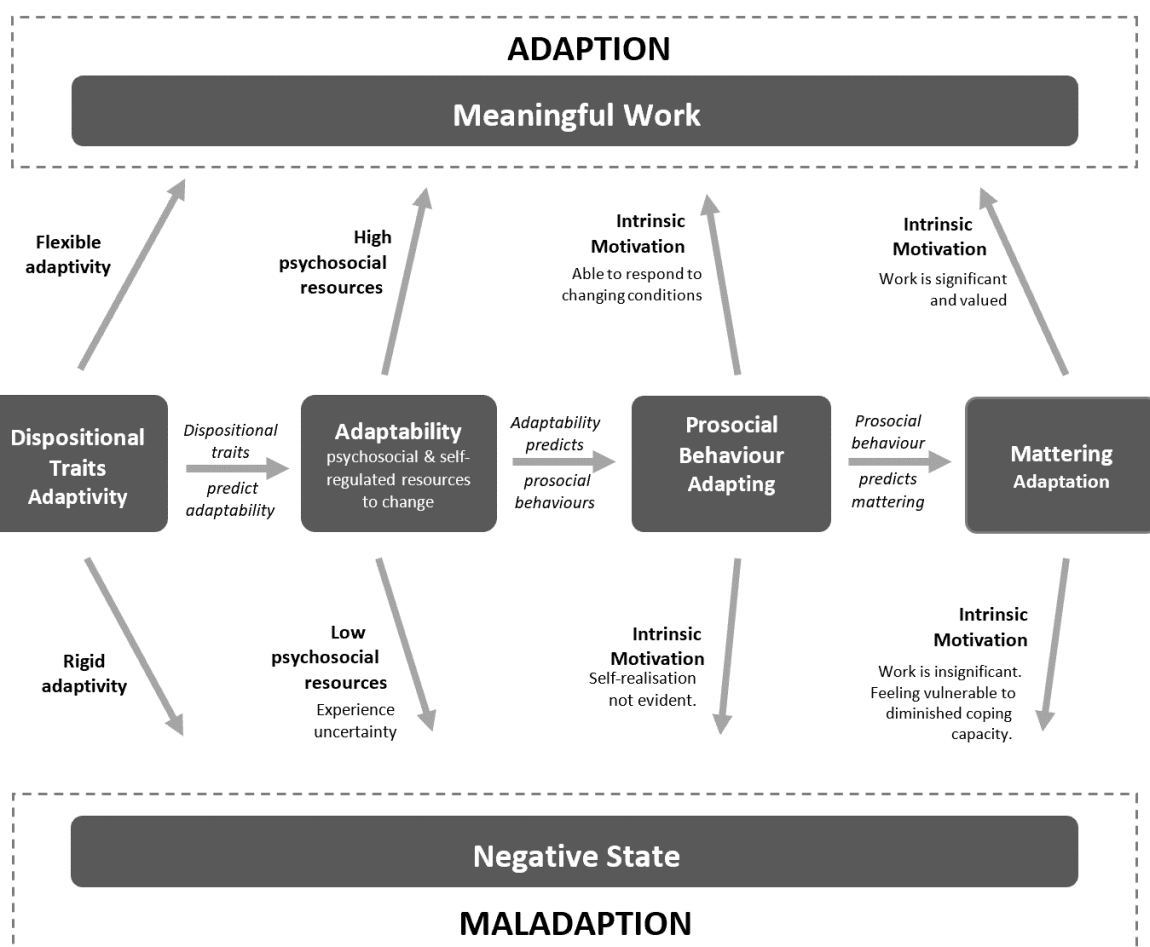 ADAPTION
Meaningful Work
Flexible
adaptivity
High
psychosocial
resources
Intrinsic
Motivation
Able to respond to
changing conditions
Intrinsic
Motivation
Work is significant
and valued
Dispositional
Traits
Adaptivity
Dispositional
traits
predict
adaptability
Adaptability
psychosocial & self-
regulated resources
to change
Adaptability
predicts
prosocial
behaviours
Prosocial
Behaviour
Adapting
Prosocial
behaviour
predicts
mattering
Mattering
Adaptation
Rigid
adaptivity
Low
psychosocial
resources
Experience
uncertainty
Intrinsic
Motivation
Self-realisation
not evident.
Intrinsic
Motivation
Work is insignificant.
Feeling vulnerable to
diminished coping
capacity.
Negative State
MALADAPTION